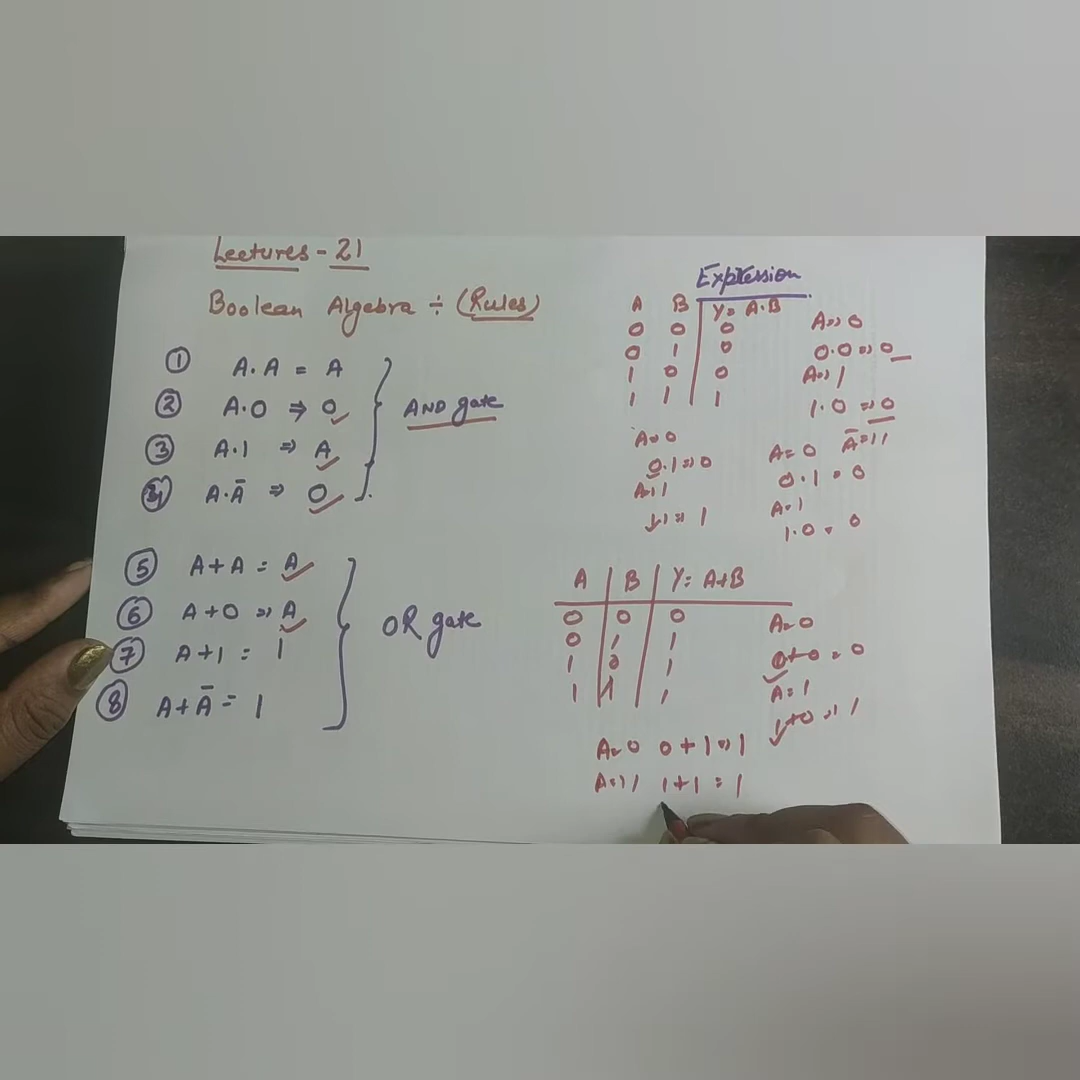 Lectures - 21
Boolean Algebra ÷ (Rules)
① A.A = A
② A.0 ⇒ 0
③ A.1 ⇒ A
A.Ā ⇒ 0
AND gate
⑤ A+A = A
⑥ A+0 ⇒ A
⑦ A+1 = 1
⑧ A+Ā = 1
OR gate
Expression
A B Y= A.B
0 0 0
0 1 0
1 0 0
1 1 1
A=> 0
0.0 => 0
A=> 1
1.0 => 0
A=> 0
0.1 => 0
A=> 1
1.1 => 1
A= 0 Ā=> 1
0.1 = 0
A=1
1.0 = 0
A B Y= A+B
0 0 0
0 1 1
1 0 1
1 1 1
A=0
0+0 = 0
A=1
1+0 => 1
A=0 0+1 => 1
A=>1 1+1 = 1